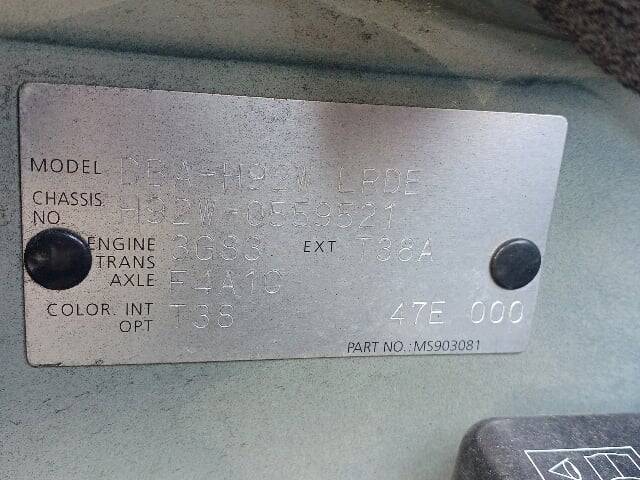 MODEL DBA-H92W LRDE
CHASSIS NO. H92W-0559521
ENGINE 3G83 EXT T38A
TRANS AXLE F4A10
COLOR. INT OPT T38 47E 000
PART NO.:MS903081